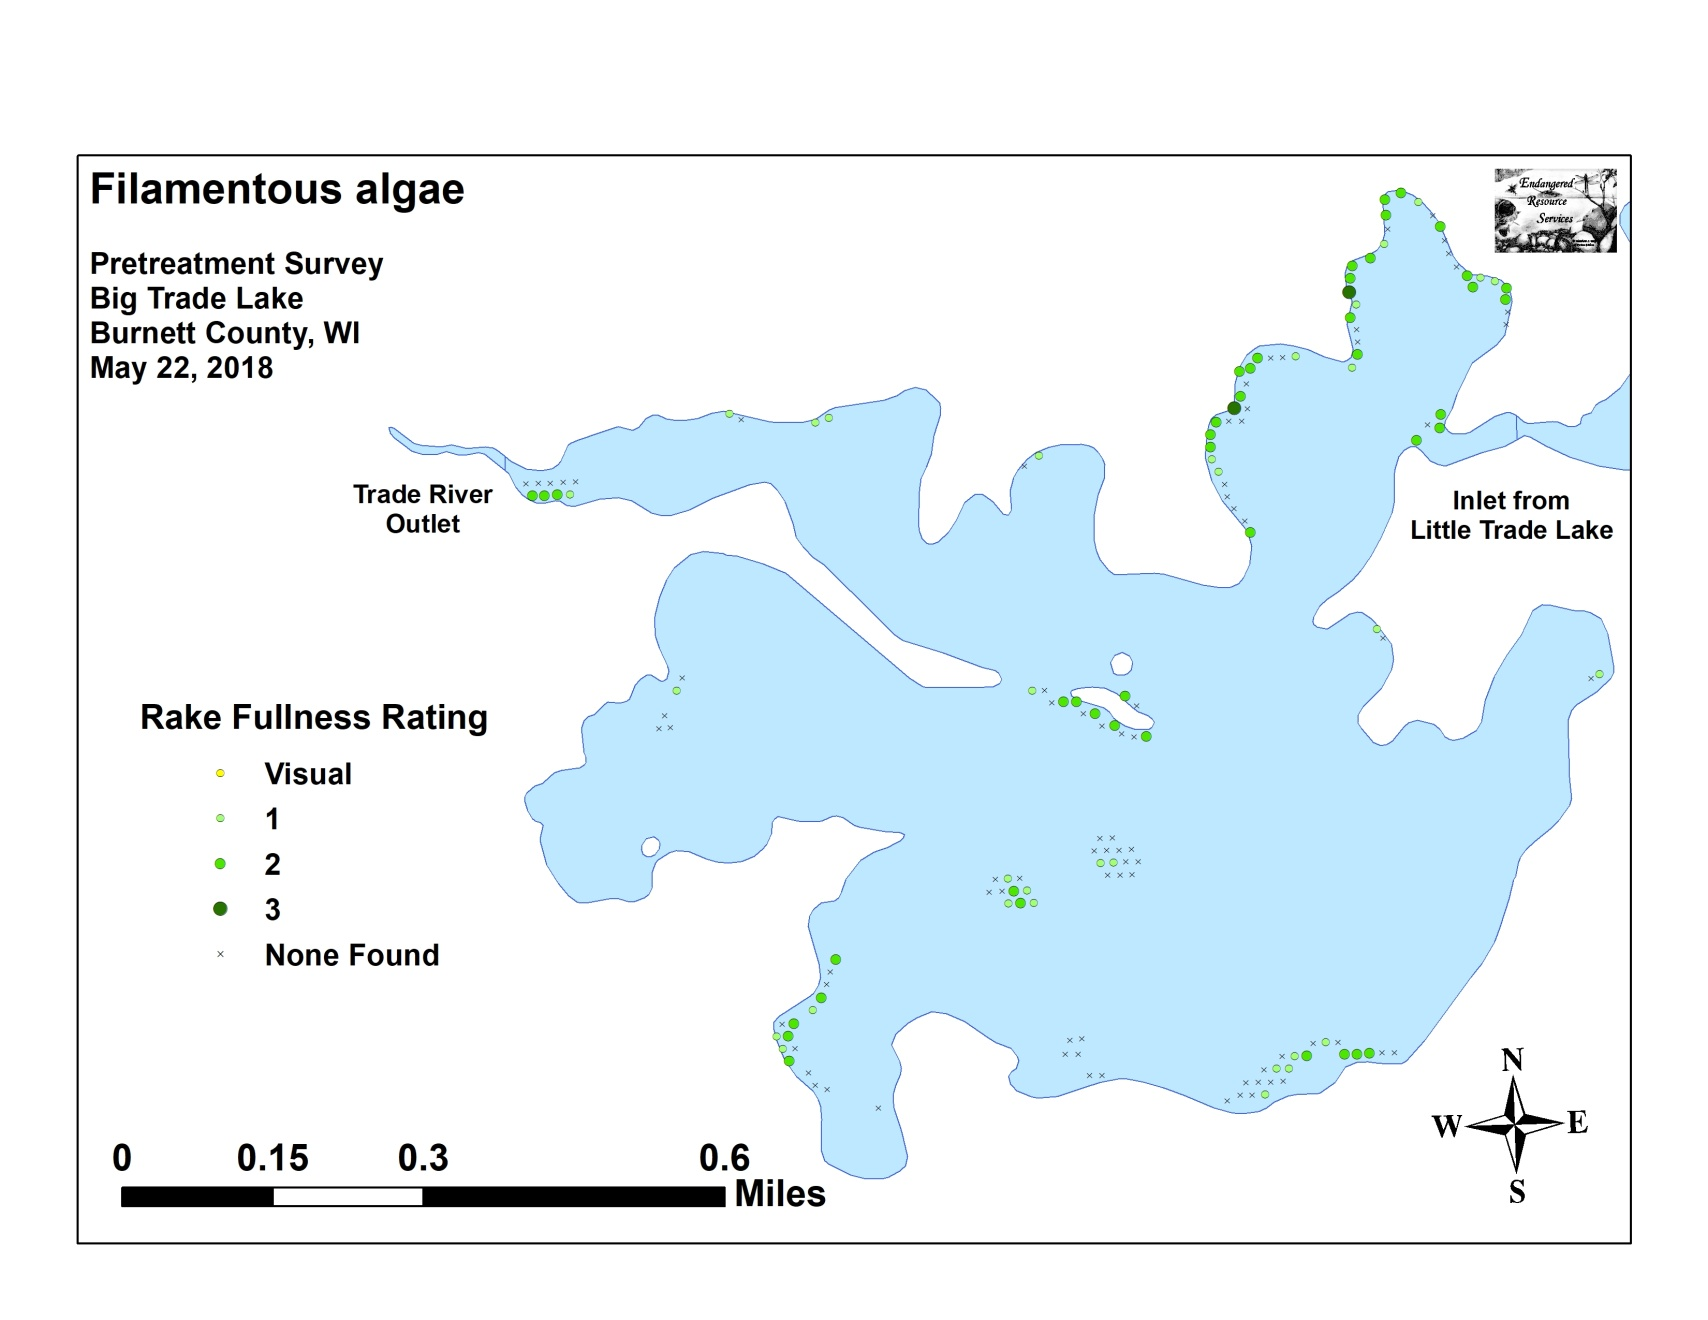 Filamentous algae
Pretreatment Survey
Big Trade Lake
Burnett County, WI
May 22, 2018
Endangered
Resource
Services
Trade River
Outlet
Inlet from
Little Trade Lake
Rake Fullness Rating
Visual
1
2
3
None Found
0
0.15
0.3
0.6
Miles
N
W
E
S